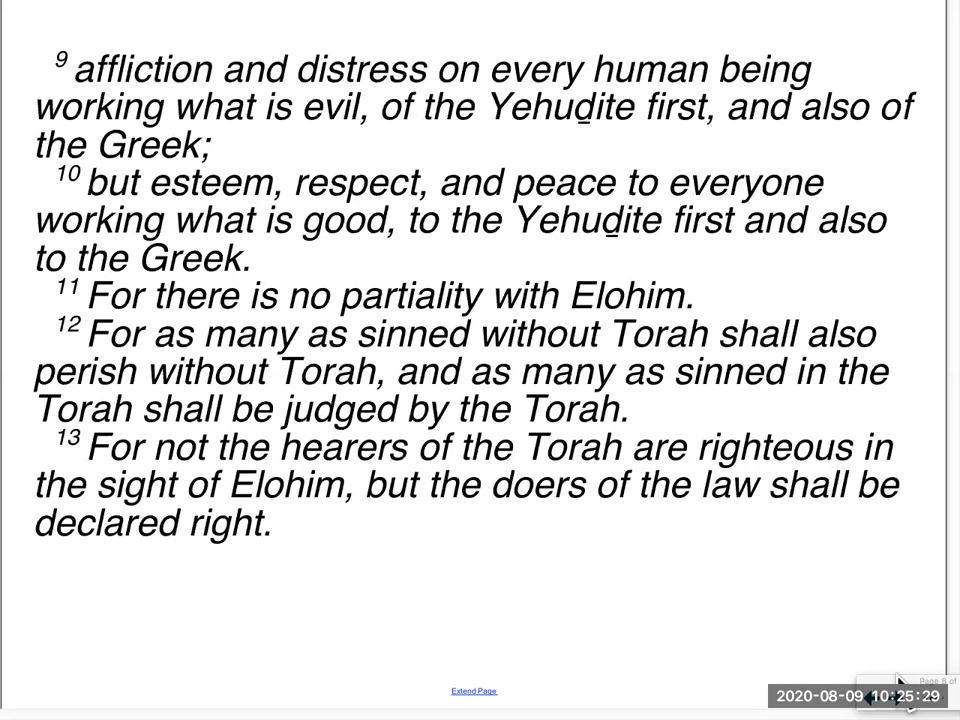 9 affliction and distress on every human being
working what is evil, of the Yehuḏite first, and also of
the Greek;
10 but esteem, respect, and peace to everyone
working what is good, to the Yehuḏite first and also
to the Greek.
11 For there is no partiality with Elohim.
12 For as many as sinned without Torah shall also
perish without Torah, and as many as sinned in the
Torah shall be judged by the Torah.
13 For not the hearers of the Torah are righteous in
the sight of Elohim, but the doers of the law shall be
declared right.
Extend Page
Page 8 of
2020-08-09 10:25:29